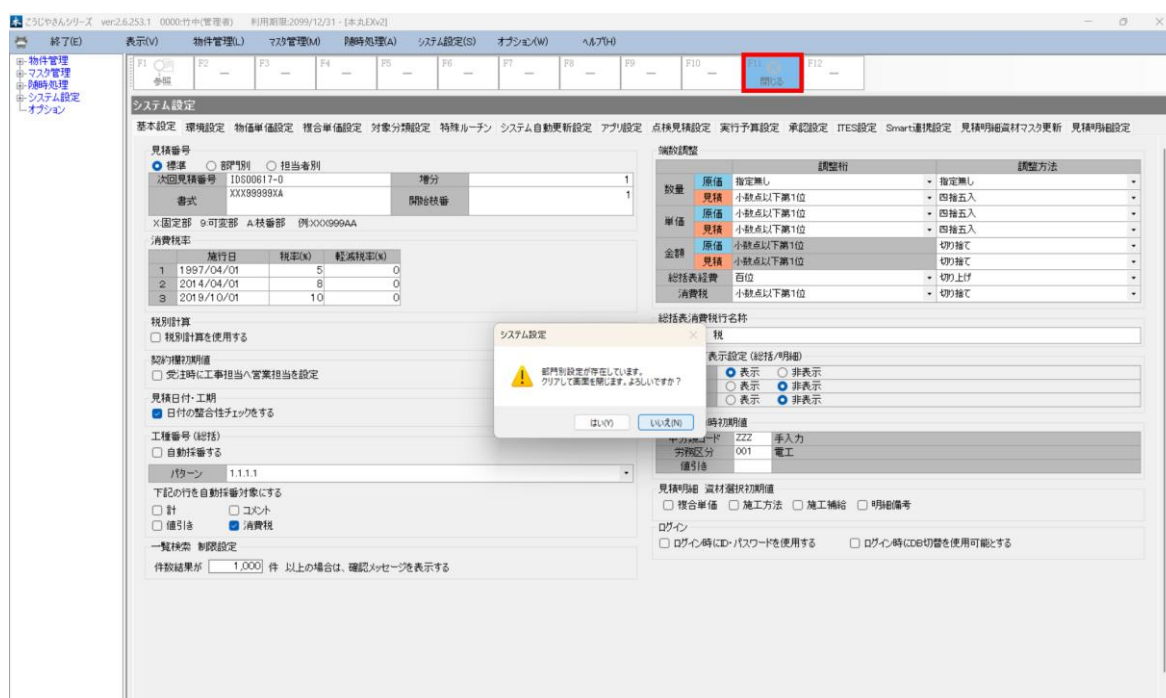 こうじやさんシリーズ ver:2.6.253.1 0000:竹中(管理者) 利用期限:2099/12/31 - [本丸EXv2]
終了(E) 表示(V) 物件管理(L) マスタ管理(M) 随時処理(A) システム設定(S) オプション(W) ヘルプ(H)
物件管理
マスタ管理
随時処理
システム設定
オプション
F1 参照 F2 — F3 — F4 — F5 — F6 — F7 — F8 — F9 — F10 — F11 閉じる F12 —
システム設定
基本設定 環境設定 物価単価設定 複合単価設定 対象分類設定 特殊ルーチン システム自動更新設定 アプリ設定 点検見積設定 実行予算設定 承認設定 ITES設定 Smart連携設定 見積明細資材マスタ更新 見積明細設定
見積番号
標準 部門別 担当者別
次回見積番号 IDS00617-0 増分 1
書式 XXX99999XA 開始枝番 1
X:固定部 9:可変部 A:枝番部 例:XXX999AA
消費税率
施行日 税率(%) 軽減税率(%)
1 1997/04/01 5 0
2 2014/04/01 8 0
3 2019/10/01 10 0
税別計算
税別計算を使用する
契約欄初期値
受注時に工事担当へ営業担当を設定
見積日付・工期
日付の整合性チェックをする
工種番号(総括)
自動採番する
パターン 1.1.1.1
下記の行を自動採番対象にする
計 コメント
値引き 消費税
一覧検索 制限設定
件数結果が 1,000 件 以上の場合は、確認メッセージを表示する
端数調整
調整桁 調整方法
数量 原価 指定無し 指定無し
見積 小数点以下第1位 四捨五入
単価 原価 小数点以下第1位 四捨五入
見積 小数点以下第1位 四捨五入
金額 原価 小数点以下第1位 切り捨て
見積 小数点以下第1位 切り捨て
総括表経費 百位 切り上げ
消費税 小数点以下第1位 切り捨て
総括表消費税行名称
税
表示設定(総括/明細)
表示 非表示
表示 非表示
表示 非表示
時初期値
ZZZ 手入力
労務区分 001 電工
値引き
見積明細 資材選択初期値
複合単価 施工方法 施工補給 明細備考
ログイン
ログイン時にID・パスワードを使用する ログイン時にDB切替を使用可能とする
システム設定
部門別設定が存在しています。
クリアして画面を閉じます。よろしいですか?
はい(Y) いいえ(N)